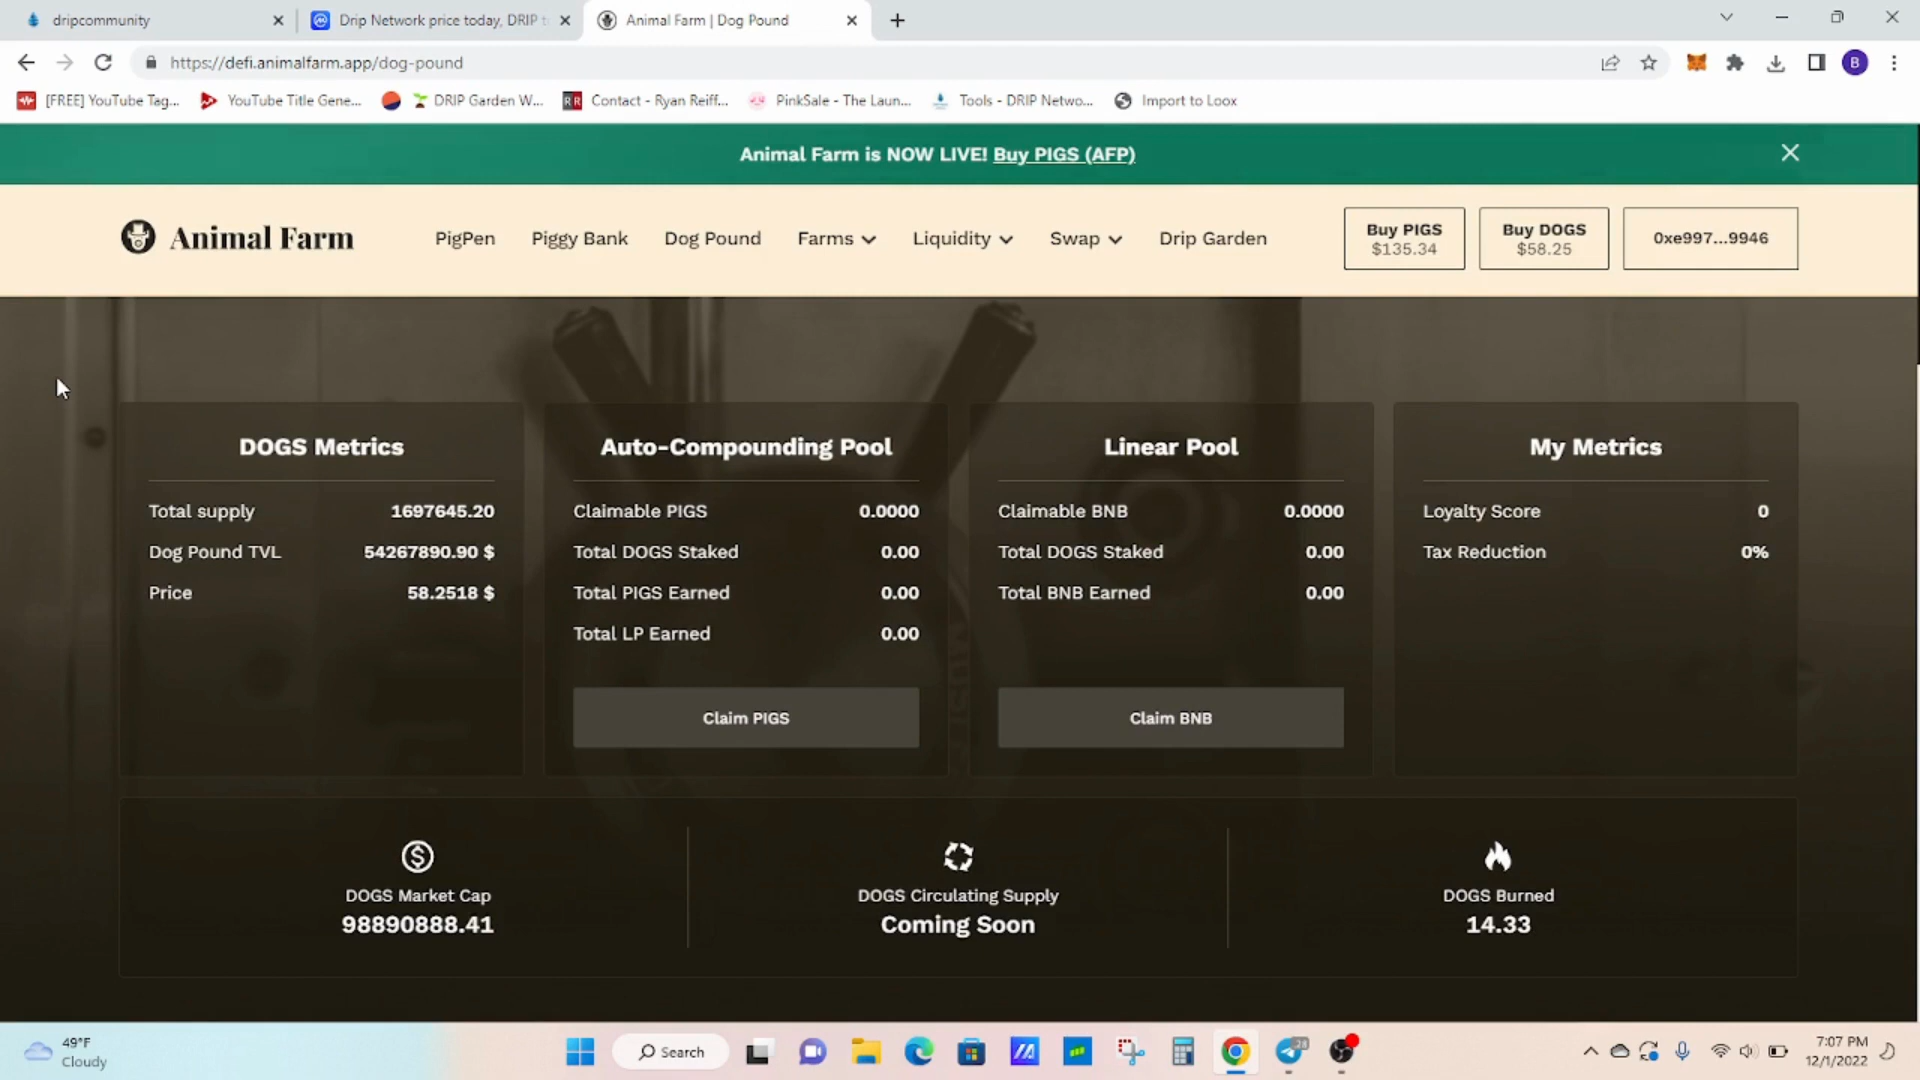 dripcommunity
Drip Network price today, DRIP t
Animal Farm | Dog Pound
https://defi.animalfarm.app/dog-pound
B
[FREE] YouTube Tag...
YouTube Title Gene...
DRIP Garden W...
RR
Contact - Ryan Reiff...
PinkSale - The Laun...
Tools - DRIP Netwo...
Import to Loox
Animal Farm is NOW LIVE! Buy PIGS (AFP)
Animal Farm
PigPen
Piggy Bank
Dog Pound
Farms
Liquidity
Swap
Drip Garden
Buy PIGS
$135.34
Buy DOGS
$58.25
0xe997...9946
DOGS Metrics
Total supply 1697645.20
Dog Pound TVL 54267890.90 $
Price 58.2518 $
Auto-Compounding Pool
Claimable PIGS 0.0000
Total DOGS Staked 0.00
Total PIGS Earned 0.00
Total LP Earned 0.00
Claim PIGS
Linear Pool
Claimable BNB 0.0000
Total DOGS Staked 0.00
Total BNB Earned 0.00
Claim BNB
My Metrics
Loyalty Score 0
Tax Reduction 0%
DOGS Market Cap
98890888.41
DOGS Circulating Supply
Coming Soon
DOGS Burned
14.33
49°F
Cloudy
Search
7:07 PM
12/1/2022